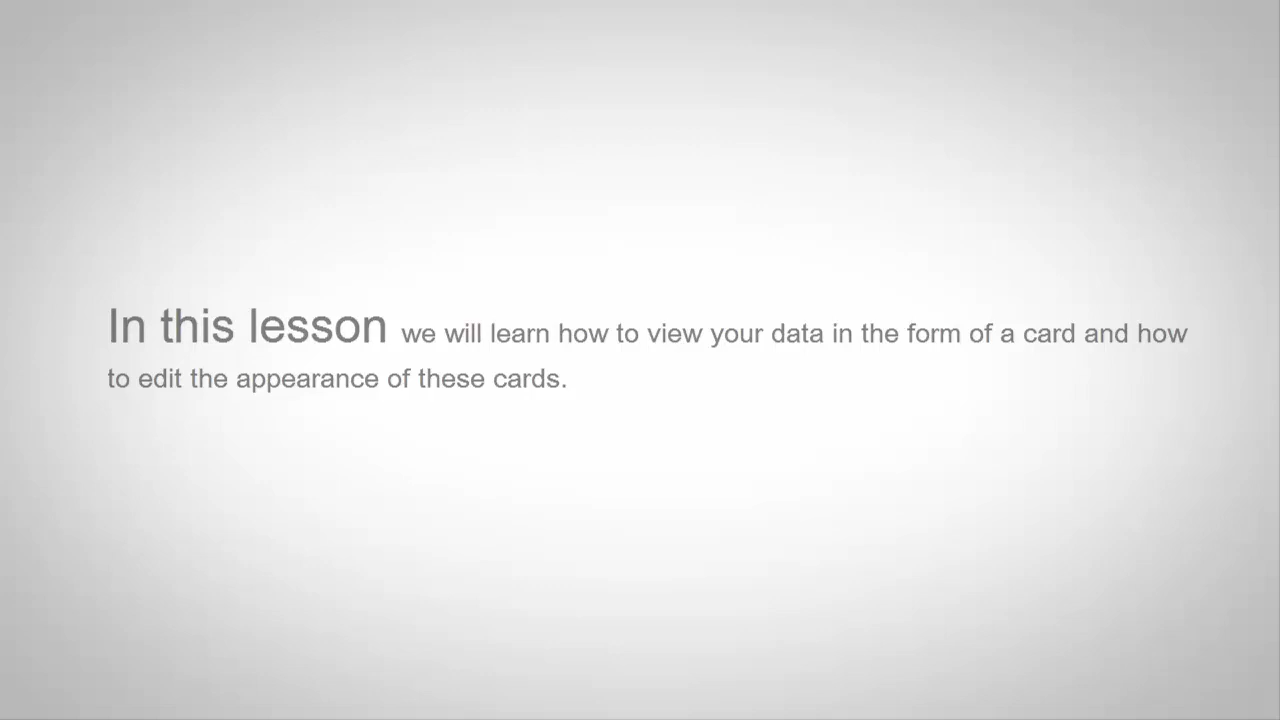 In this lesson we will learn how to view your data in the form of a card and how
to edit the appearance of these cards.